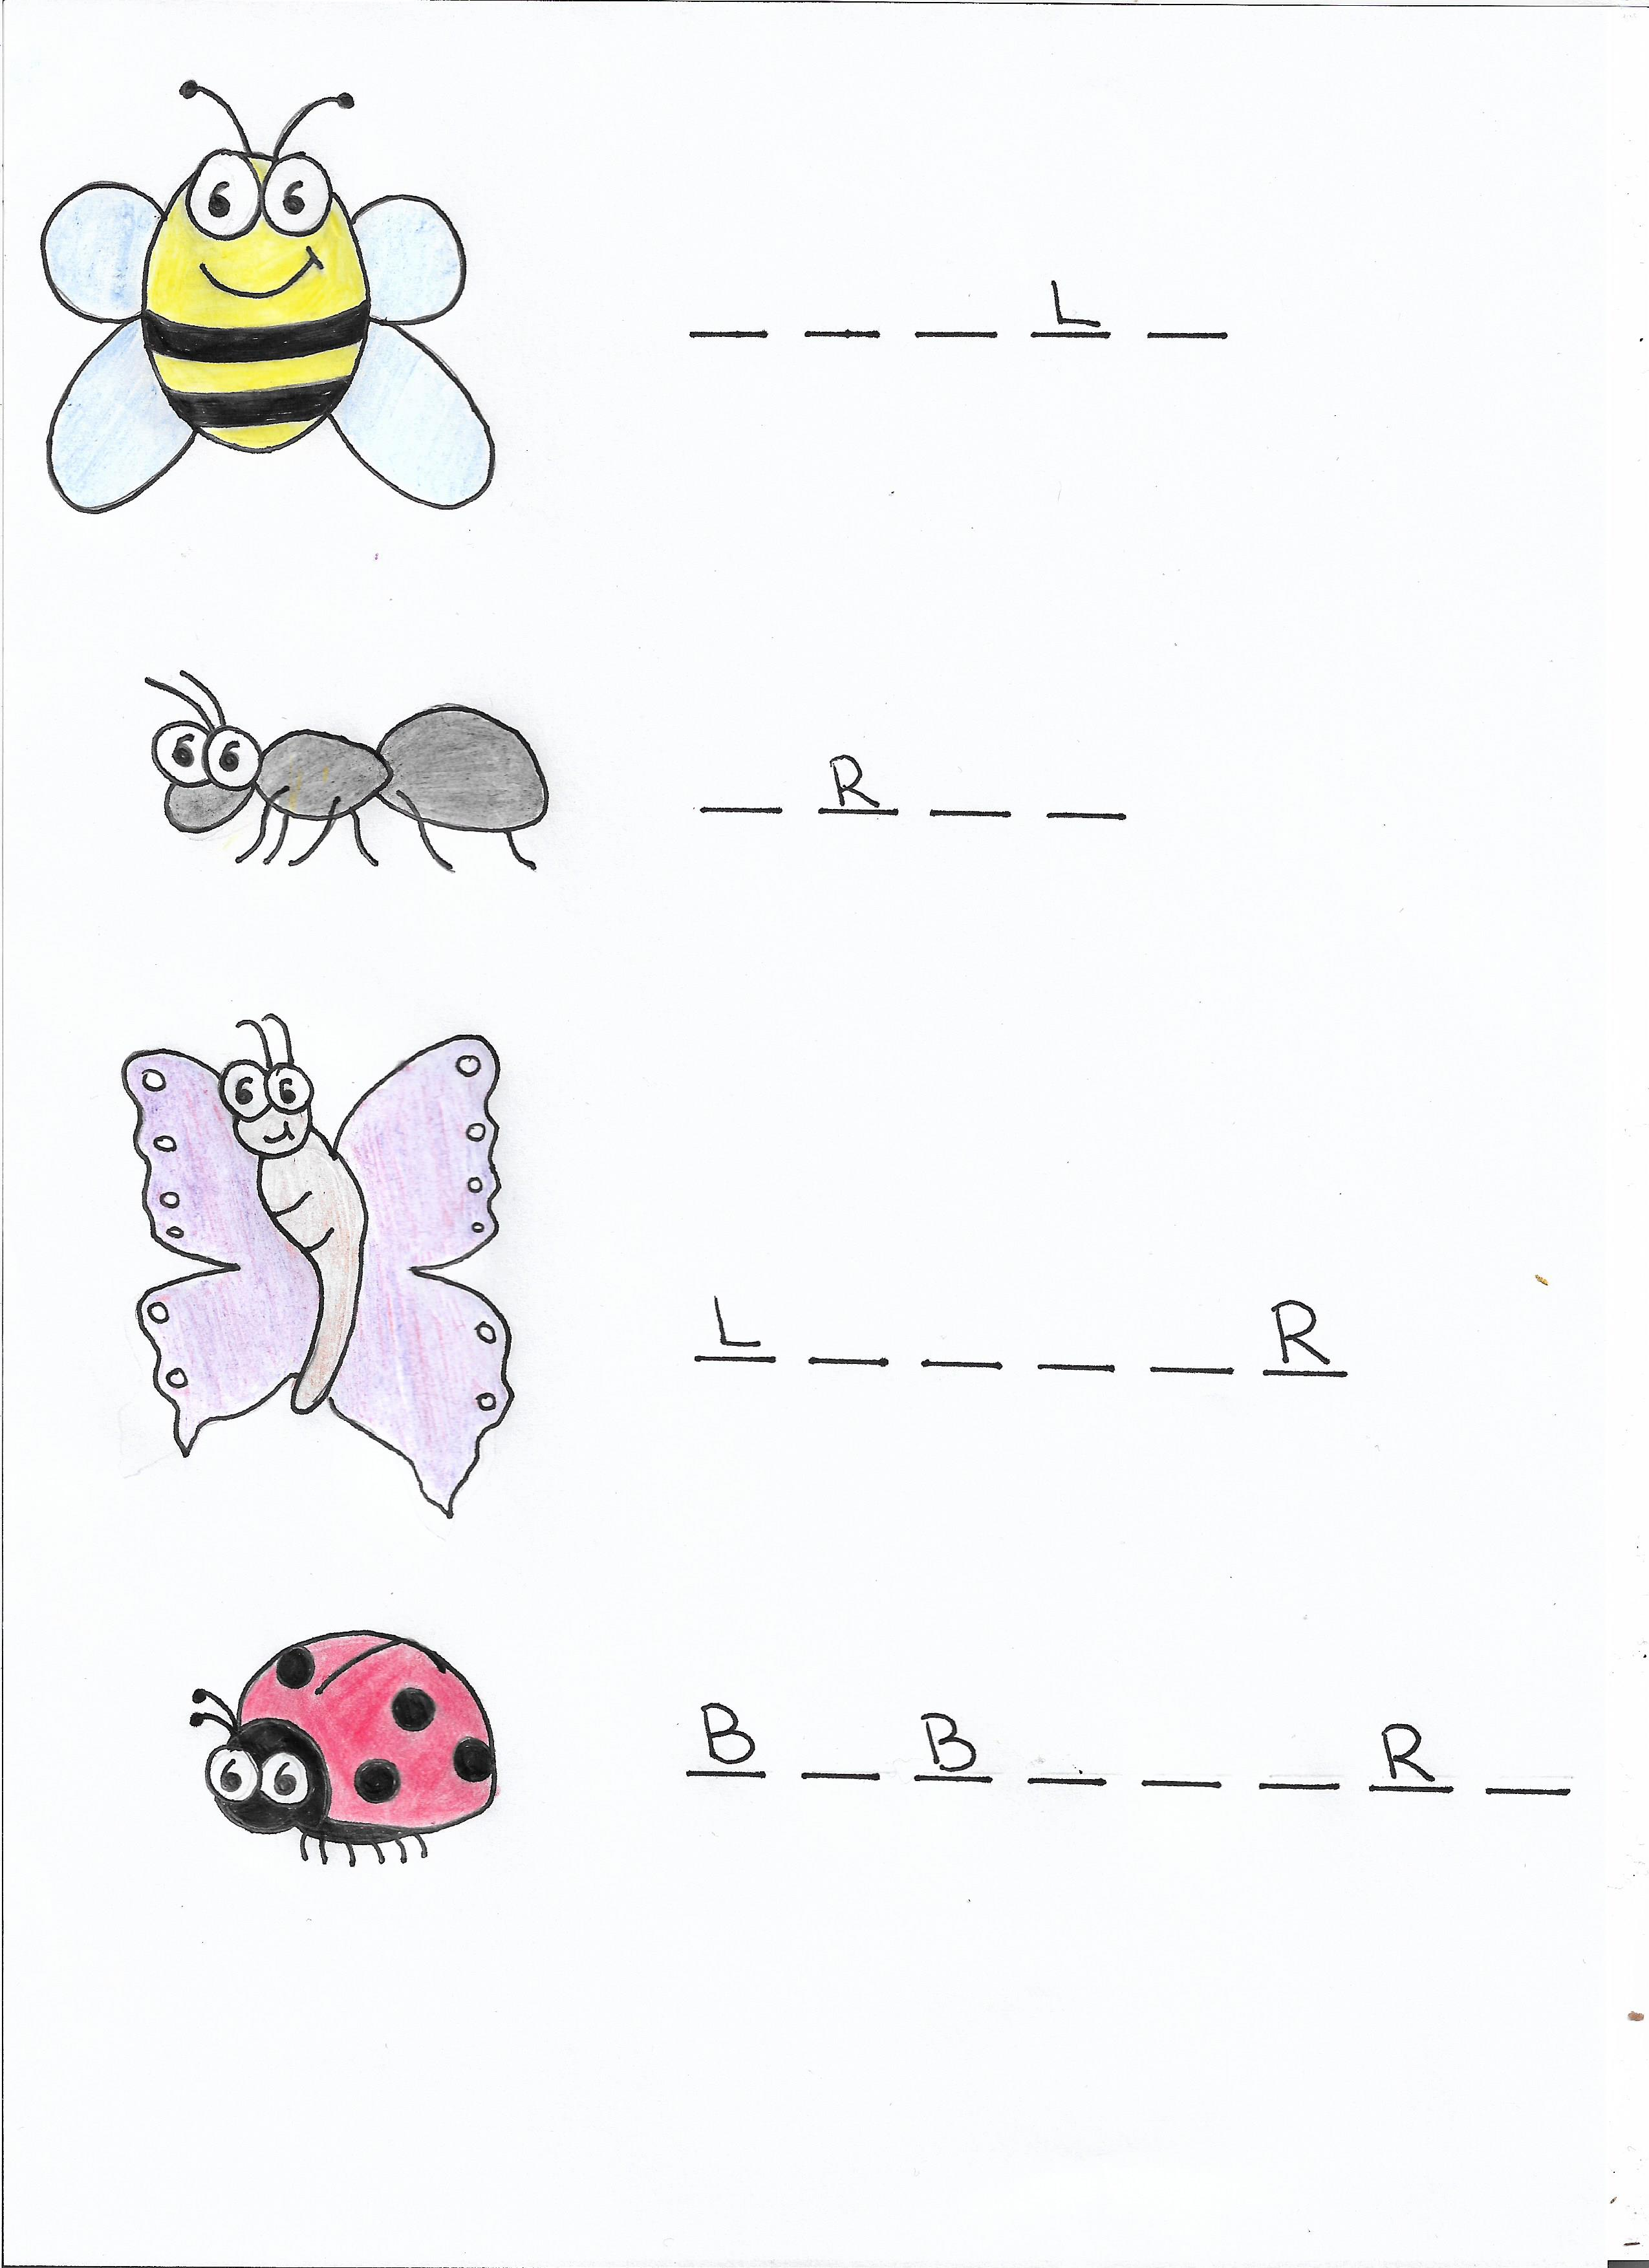 _ _ _ L _
_ R _ _
L _ _ _ _ R
B _ B _ _ _ R _